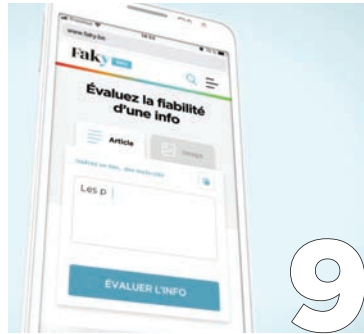 www.faky.be
Faky
Évaluez la fiabilité
d'une info
Article
Image
Les p
ÉVALUER L'INFO
9